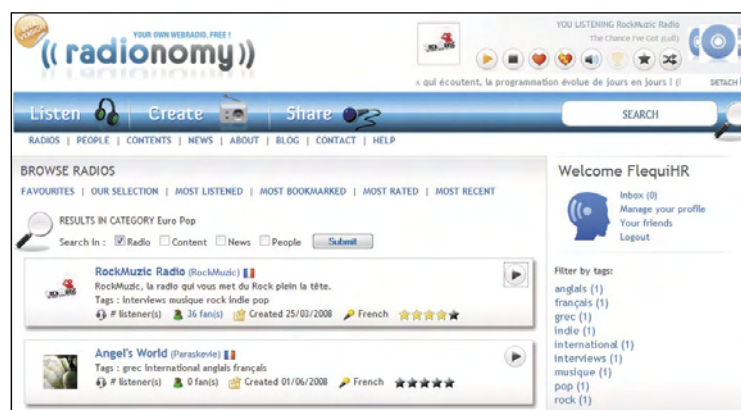 BETA VERSION
YOUR OWN WEBRADIO. FREE !
((radionomy))
YOU LISTENING RockMuzic Radio
The Chance I've Got (Lull)
x qui écoutent, la programmation évolue de jours en jours ! (i
DETACH
Listen Create Share
SEARCH
RADIOS | PEOPLE | CONTENTS | NEWS | ABOUT | BLOG | CONTACT | HELP
BROWSE RADIOS
FAVOURITES | OUR SELECTION | MOST LISTENED | MOST BOOKMARKED | MOST RATED | MOST RECENT
RESULTS IN CATEGORY Euro Pop
Search in : Radio Content News People Submit
RockMuzic Radio (RockMuzic)
RockMuzic, la radio qui vous met du Rock plein la tête.
Tags : interviews musique rock indie pop
# listener(s) 36 fan(s) Created 25/03/2008 French
Angel's World (Paraskevie)
Tags : grec international anglais français
# listener(s) 0 fan(s) Created 01/06/2008 French
Welcome FlequiHR
Inbox (0)
Manage your profile
Your friends
Logout
Filter by tags:
anglais (1)
français (1)
grec (1)
indie (1)
international (1)
interviews (1)
musique (1)
pop (1)
rock (1)